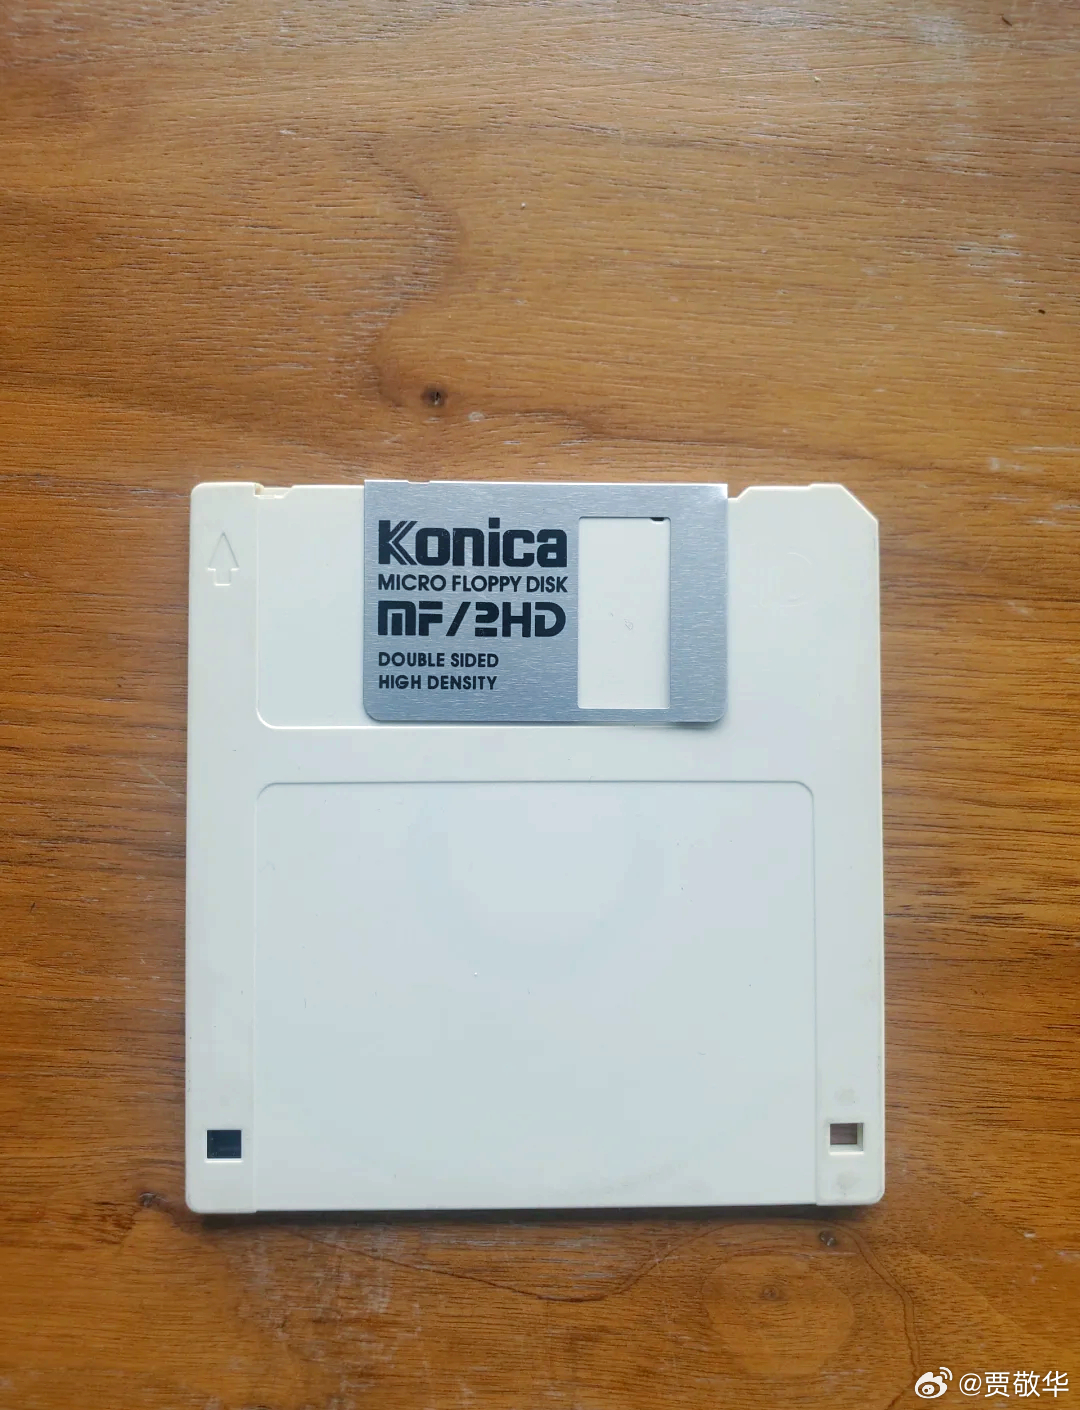 Konica
MICRO FLOPPY DISK
MF/2HD
DOUBLE SIDED
HIGH DENSITY
@贾敬华